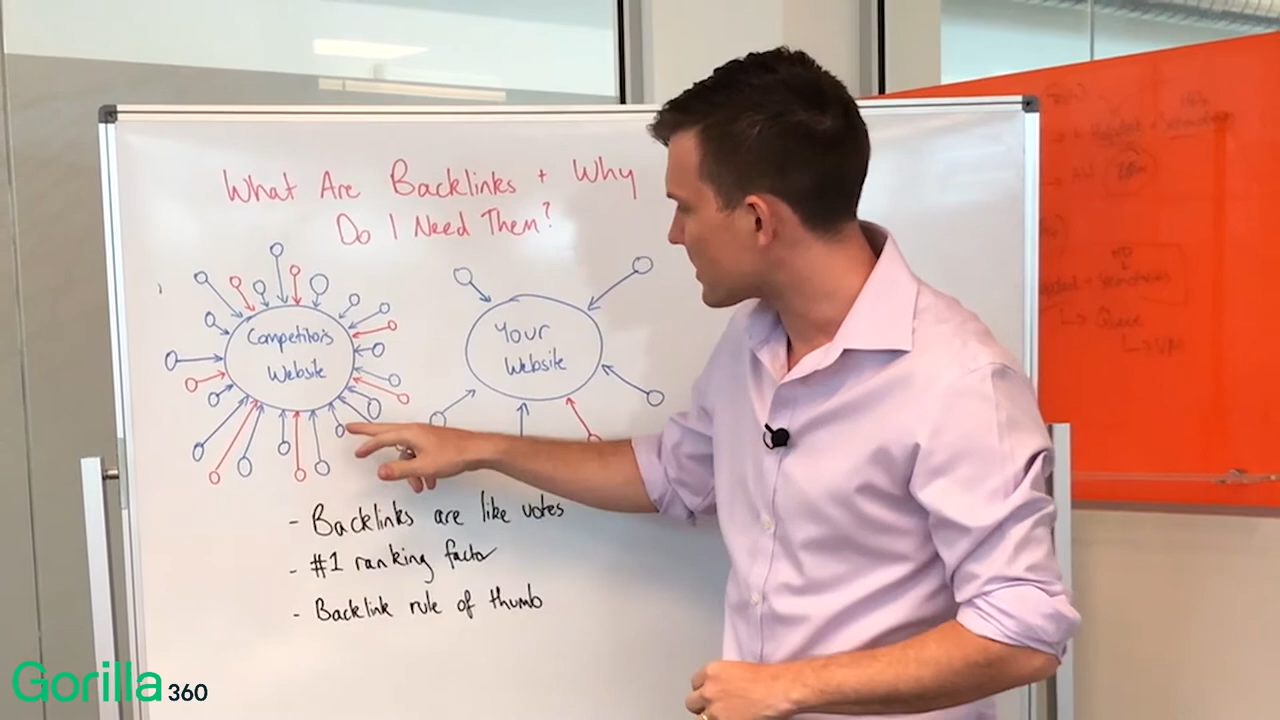 What Are Backlinks + Why
Do I Need Them?
Competitors
Website
Your
Website
- Backlinks are like votes
- #1 ranking factor
- Backlink rule of thumb
Gorilla 360